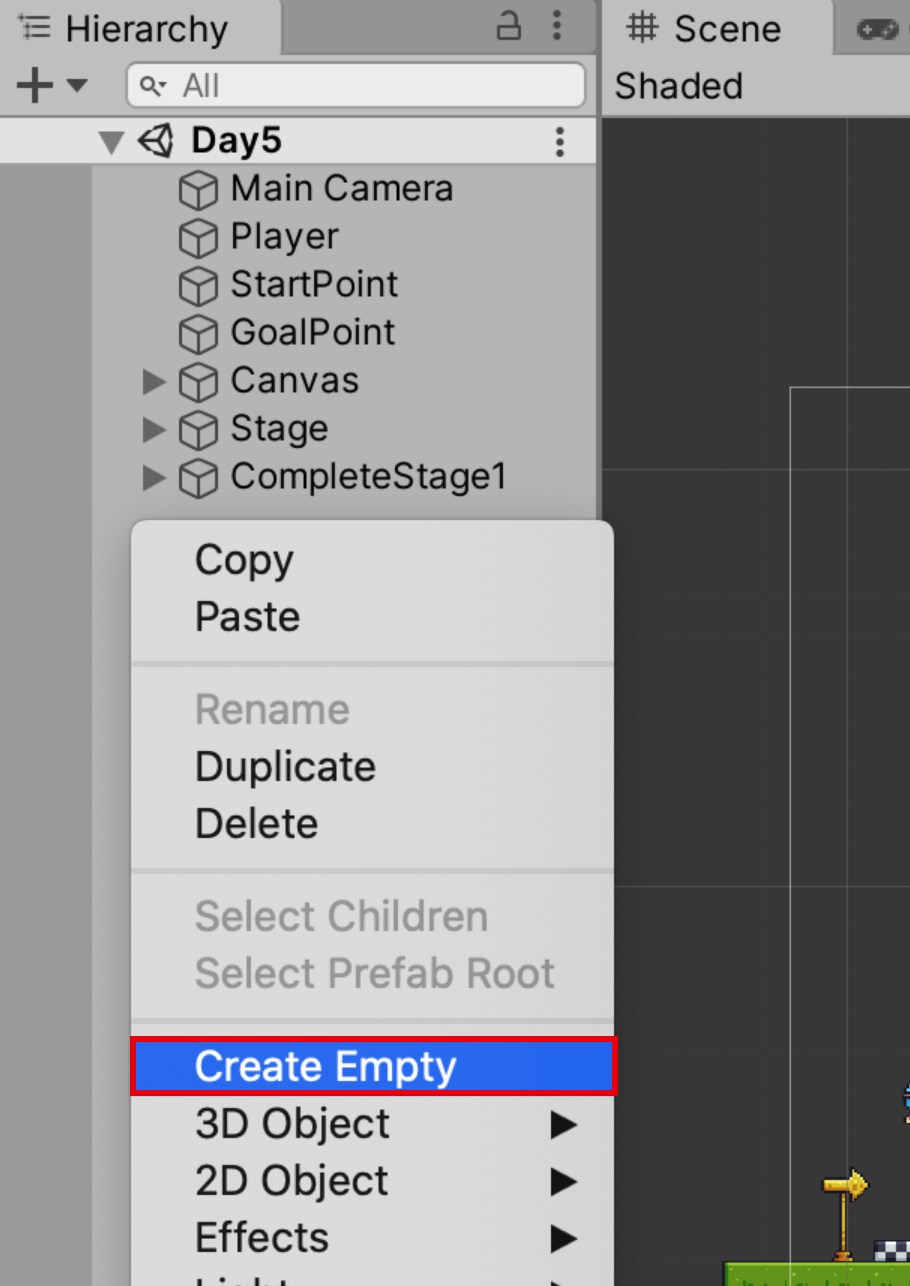 Hierarchy
Scene
All
Shaded
Day5
Main Camera
Player
StartPoint
GoalPoint
Canvas
Stage
CompleteStage1
Copy
Paste
Rename
Duplicate
Delete
Select Children
Select Prefab Root
Create Empty
3D Object
2D Object
Effects
Light